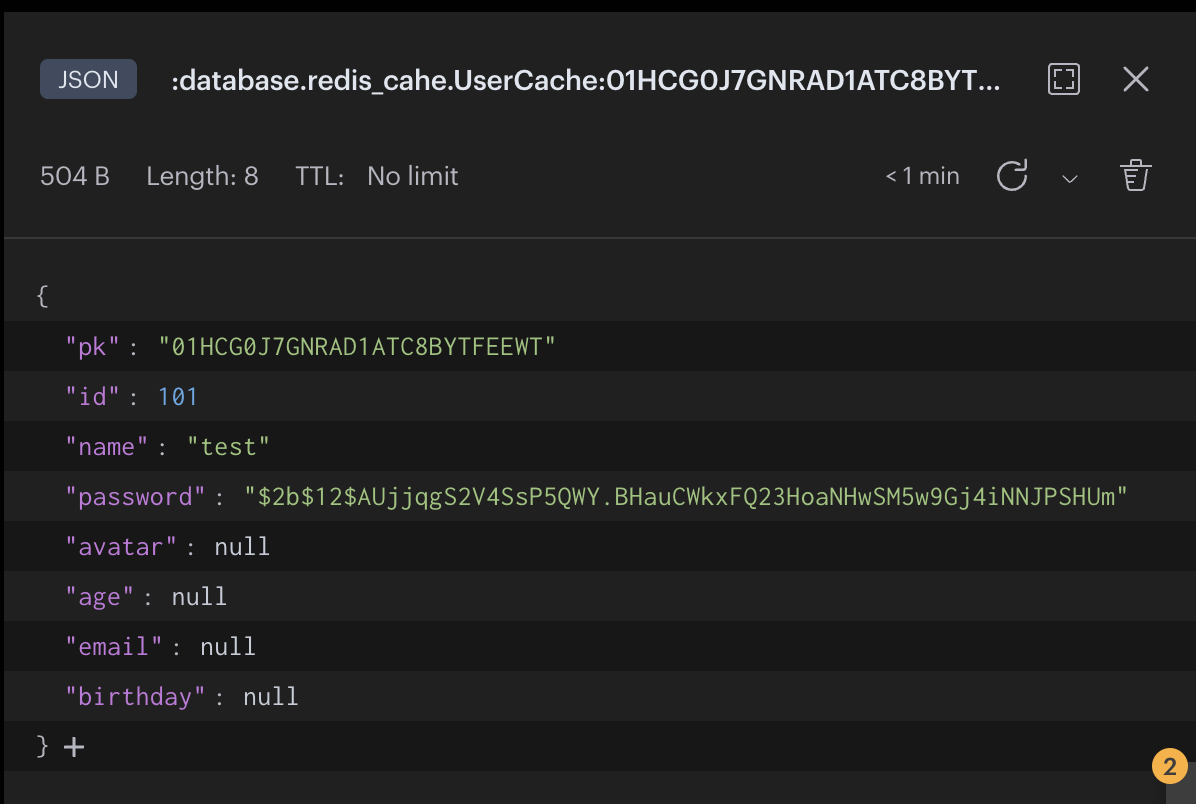 JSON :database.redis_cahe.UserCache:01HCG0J7GNRAD1ATC8BYT...
504 B Length: 8 TTL: No limit < 1 min
{
"pk" : "01HCG0J7GNRAD1ATC8BYTFEEWT"
"id" : 101
"name" : "test"
"password" : "$2b$12$AUjjqgS2V4SsP5QWY.BHauCWkxFQ23HoaNHwSM5w9Gj4iNNJPSHUm"
"avatar" : null
"age" : null
"email" : null
"birthday" : null
} +
2